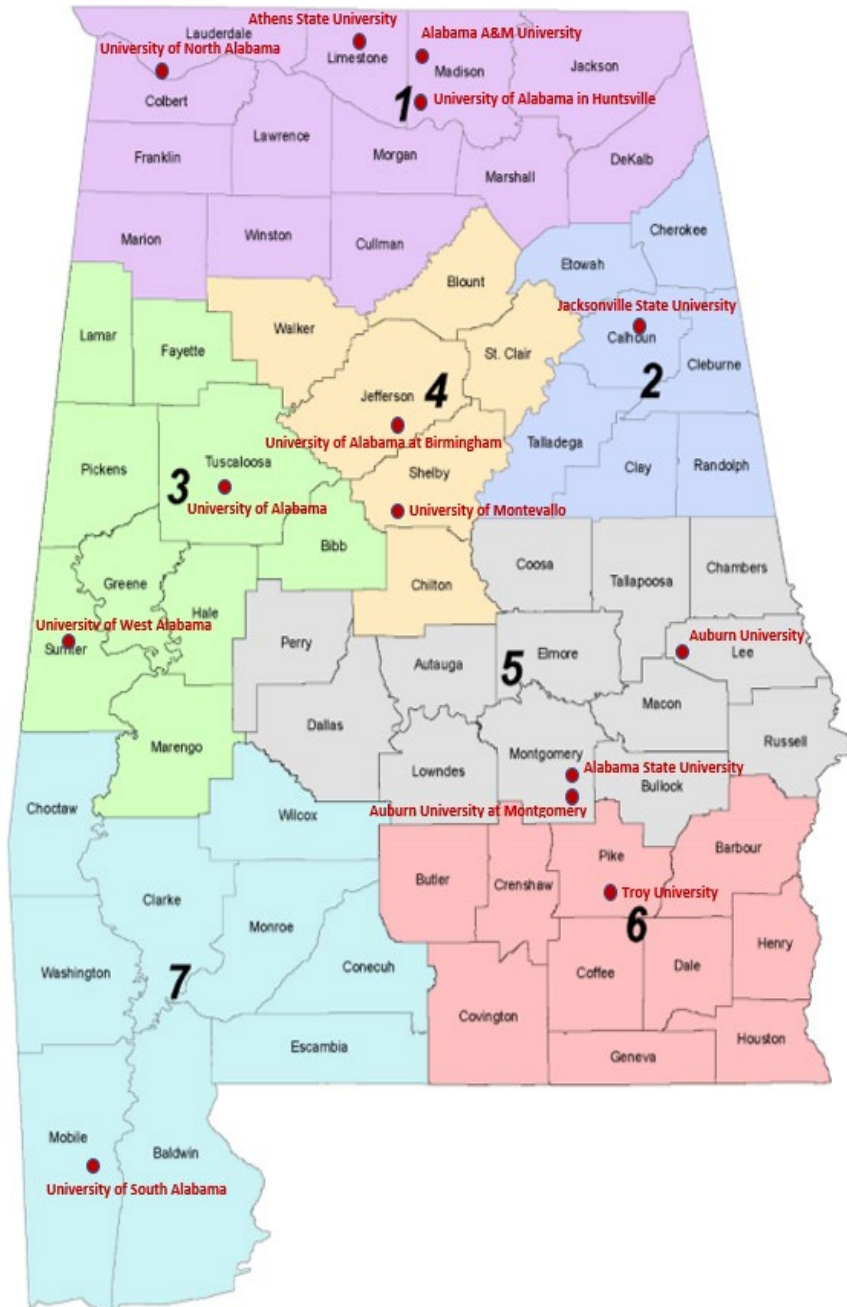 Lauderdale
Athens State University
Limestone
Alabama A&M University
University of North Alabama
Madison
Jackson
Colbert
1
University of Alabama in Huntsville
Lawrence
Franklin
Morgan
DeKalb
Marshall
Marion
Winston
Cullman
Cherokee
Etowah
Blount
Jacksonville State University
Walker
Calhoun
Lamar
Fayette
St. Clair
Cleburne
4
2
Jefferson
University of Alabama at Birmingham
Talladega
Tuscaloosa
Shelby
Pickens
Clay
Randolph
3
University of Alabama
University of Montevallo
Bibb
Coosa
Chambers
Greene
Chilton
Tallapoosa
Hale
University of West Alabama
Sumter
Perry
Auburn University
Lee
Autauga
5
Elmore
Macon
Dallas
Marengo
Montgomery
Russell
Lowndes
Alabama State University
Bullock
Choctaw
Wilcox
Auburn University at Montgomery
Pike
Barbour
Butler
Crenshaw
Troy University
Clarke
Monroe
6
Henry
Washington
7
Conecuh
Coffee
Dale
Covington
Escambia
Geneva
Houston
Mobile
Baldwin
University of South Alabama